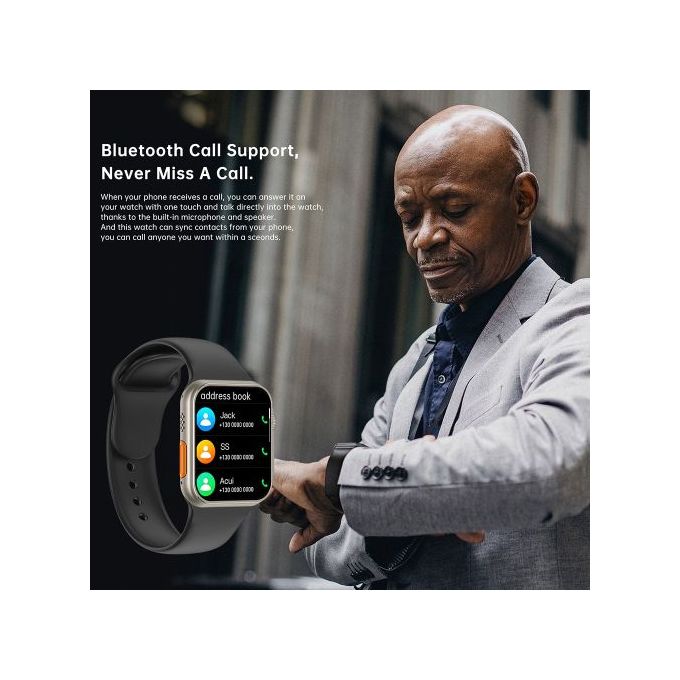 Bluetooth Call Support,
Never Miss A Call.
When your phone receives a call, you can answer it on
your watch with one touch and talk directly into the watch,
thanks to the built-in microphone and speaker.
And this watch can sync contacts from your phone,
you can call anyone you want within a sceonds.
address book
Jack
+130 0000 0000
SS
+130 0000 0000
Aoui
+130 0000 0000